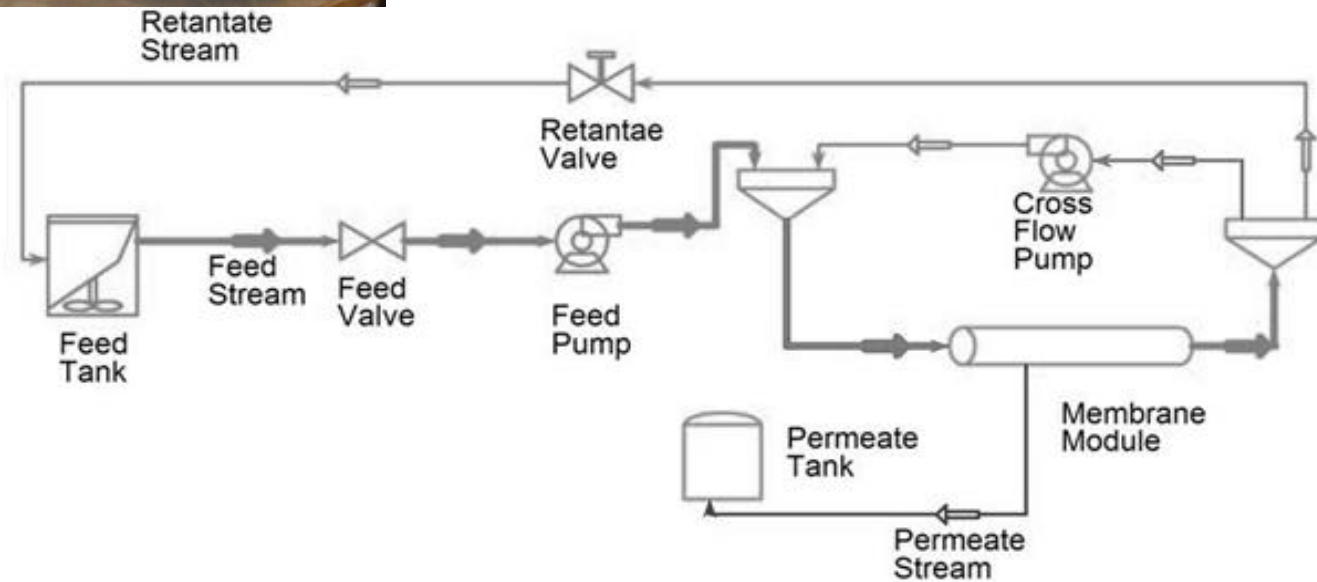 Retantate
Stream
Retantae
Valve
Cross
Flow
Pump
Feed
Stream
Feed
Valve
Feed
Pump
Feed
Tank
Membrane
Module
Permeate
Tank
Permeate
Stream